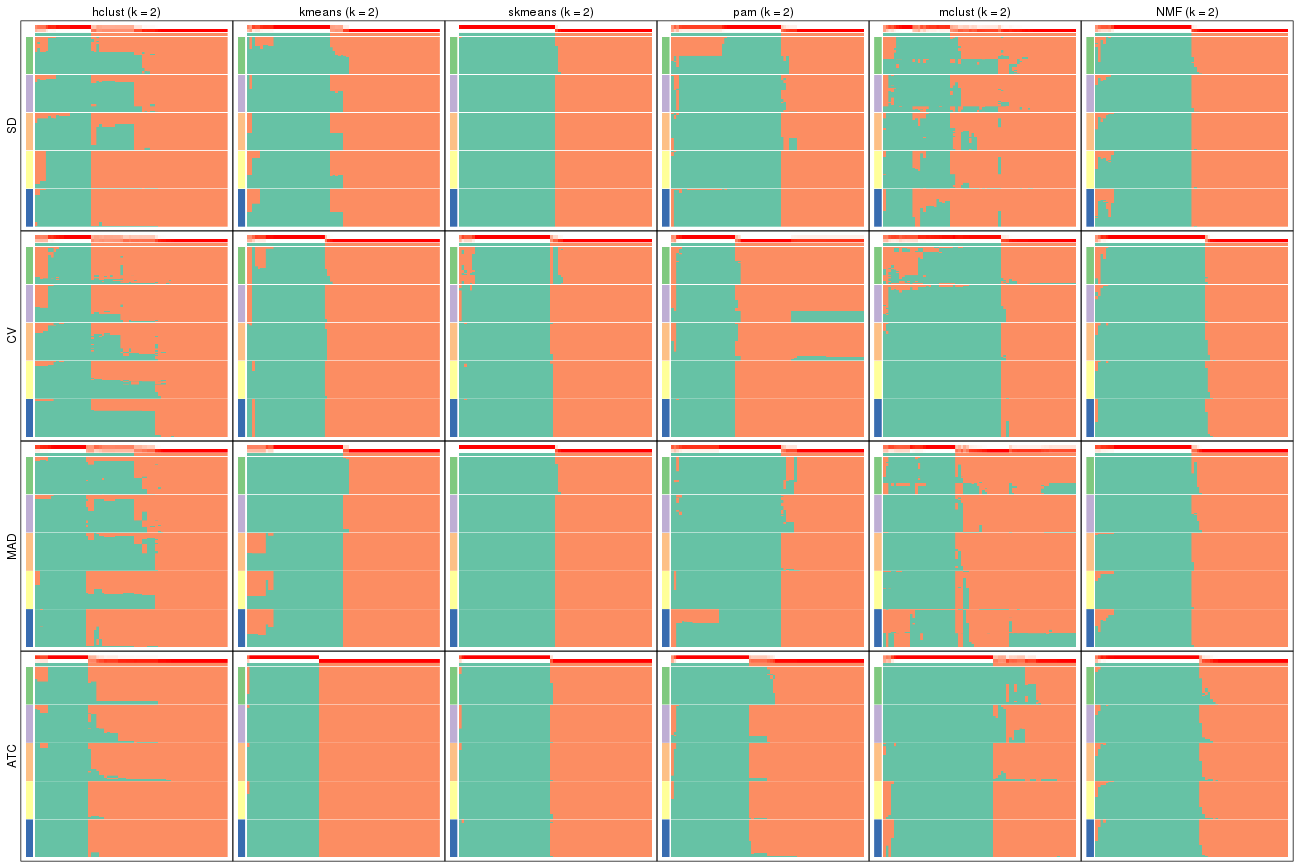 hclust (k = 2) kmeans (k = 2) skmeans (k = 2) pam (k = 2) mclust (k = 2) NMF (k = 2)
SD
CV
MAD
ATC